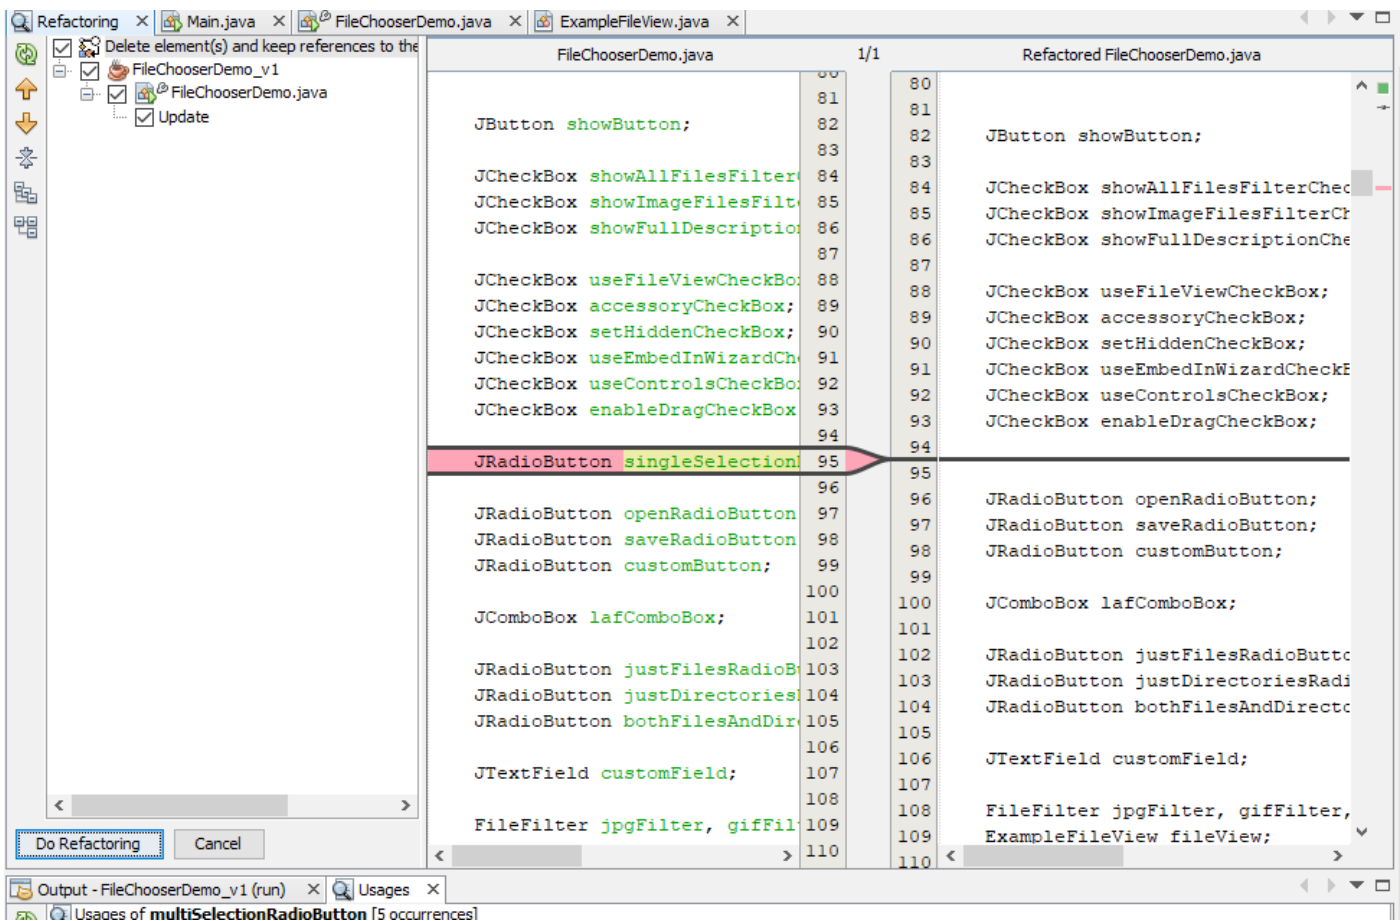 Refactoring Main.java FileChooserDemo.java ExampleFileView.java
Delete element(s) and keep references to the
FileChooserDemo_v1
FileChooserDemo.java
Update
Do Refactoring Cancel
FileChooserDemo.java 1/1 Refactored FileChooserDemo.java
80
81
JButton showButton; 82
83
JCheckBox showAllFilesFilter 84
JCheckBox showImageFilesFilt 85
JCheckBox showFullDescription 86
87
JCheckBox useFileViewCheckBo 88
JCheckBox accessoryCheckBox; 89
JCheckBox setHiddenCheckBox; 90
JCheckBox useEmbedInWizardCh 91
JCheckBox useControlsCheckBo 92
JCheckBox enableDragCheckBox 93
94
JRadioButton singleSelection 95
96
JRadioButton openRadioButton 97
JRadioButton saveRadioButton 98
JRadioButton customButton; 99
100
JComboBox lafComboBox; 101
102
JRadioButton justFilesRadioB 103
JRadioButton justDirectories 104
JRadioButton bothFilesAndDir 105
106
JTextField customField; 107
108
FileFilter jpgFilter, gifFil 109
110
80
81
82 JButton showButton;
83
84 JCheckBox showAllFilesFilterChec
85 JCheckBox showImageFilesFilterCh
86 JCheckBox showFullDescriptionChe
87
88 JCheckBox useFileViewCheckBox;
89 JCheckBox accessoryCheckBox;
90 JCheckBox setHiddenCheckBox;
91 JCheckBox useEmbedInWizardCheckB
92 JCheckBox useControlsCheckBox;
93 JCheckBox enableDragCheckBox;
94
95
96 JRadioButton openRadioButton;
97 JRadioButton saveRadioButton;
98 JRadioButton customButton;
99
100 JComboBox lafComboBox;
101
102 JRadioButton justFilesRadioButto
103 JRadioButton justDirectoriesRadi
104 JRadioButton bothFilesAndDirecto
105
106 JTextField customField;
107
108 FileFilter jpgFilter, gifFilter,
109 ExampleFileView fileView;
110
Output - FileChooserDemo_v1 (run) Usages
Usages of multiSelectionRadioButton [5 occurrences]